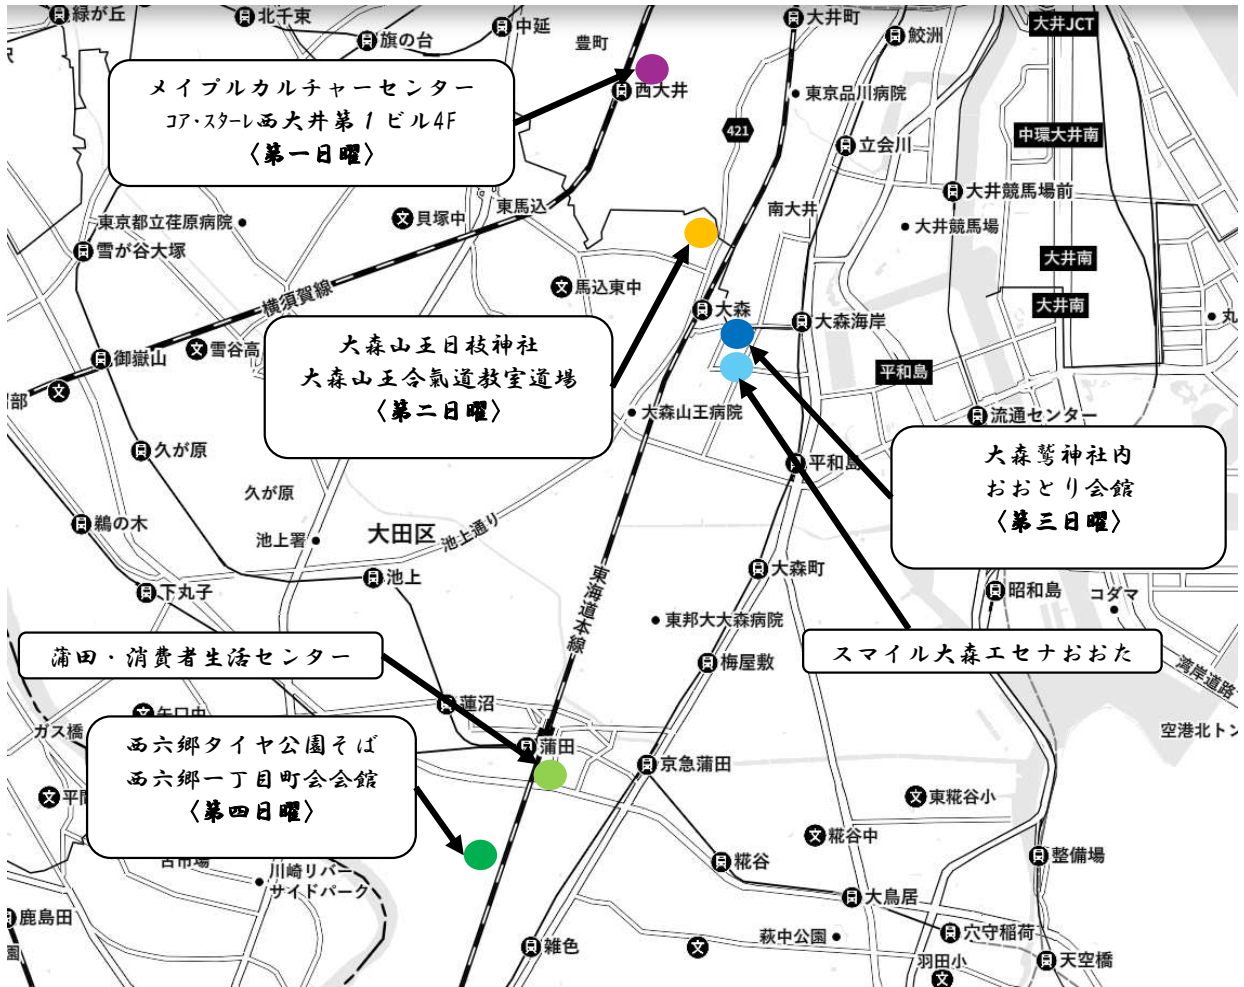 緑が丘
北千束
旗の台
中延
豊町
大井町
鮫洲
大井JCT
メイプルカルチャーセンター
コア・スターレ西大井第1ビル4F
〈第一日曜〉
西大井
東京品川病院
421
立会川
中環大井南
大井競馬場前
東京都立荏原病院
貝塚中
東馬込
南大井
大井競馬場
雪が谷大塚
馬込東中
大井南
横須賀線
大森
大森海岸
大井南
丸
御嶽山
雪谷高
大森山王日枝神社
大森山王合氣道教室道場
〈第二日曜〉
平和島
部
大森山王病院
流通センター
久が原
平和島
大森鷲神社内
おおとり会館
〈第三日曜〉
久が原
鵜の木
池上署
大田区
池上通り
池上
下丸子
大森町
昭和島
コダマ
東海道本線
東邦大大森病院
蒲田・消費者生活センター
梅屋敷
スマイル大森エセナおおた
湾岸道路
蓮沼
矢口中
ガス橋
空港北トン
西六郷タイヤ公園そば
西六郷一丁目町会会館
〈第四日曜〉
蒲田
京急蒲田
東糀谷小
糀谷中
糀谷
整備場
古市場
川崎リバー
サイドパーク
大鳥居
鹿島田
雑色
萩中公園
穴守稲荷
園
羽田小
天空橋